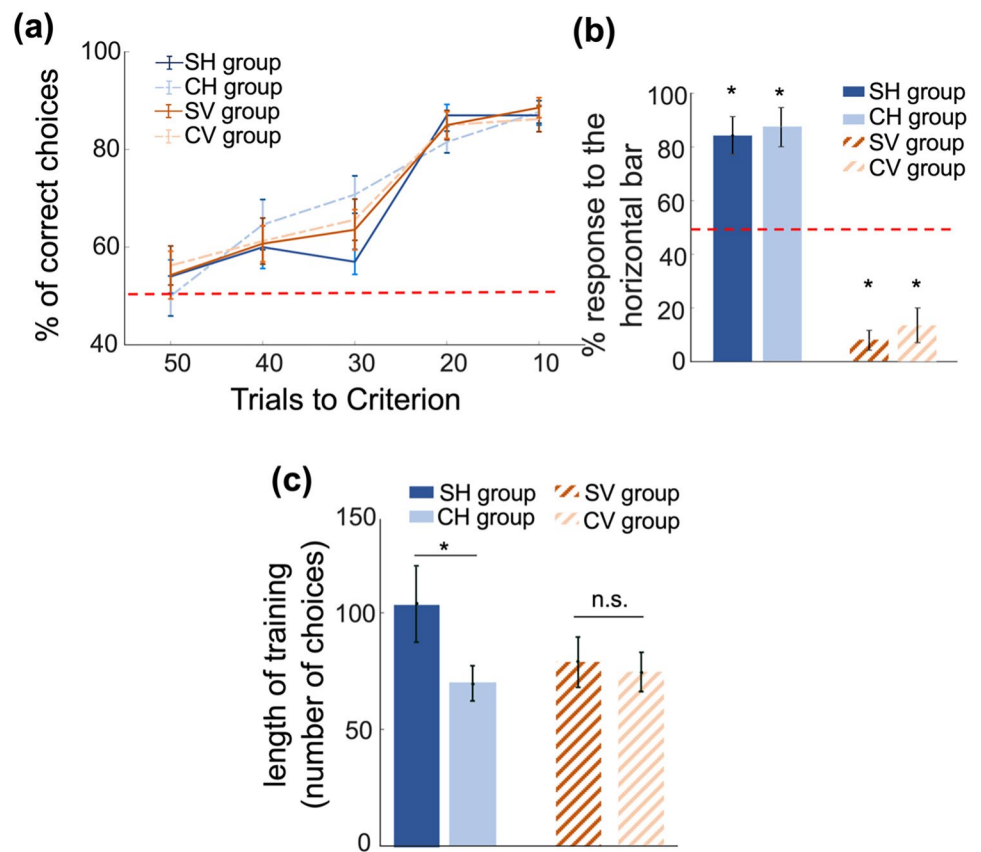 (a)
% of correct choices
100
80
60
40
SH group
CH group
SV group
CV group
50 40 30 20 10
Trials to Criterion
(b)
% response to the
horizontal bar
100
80
60
40
20
0
* *
* *
SH group
CH group
SV group
CV group
(c)
length of training
(number of choices)
150
100
50
0
SH group SV group
CH group CV group
*
n.s.